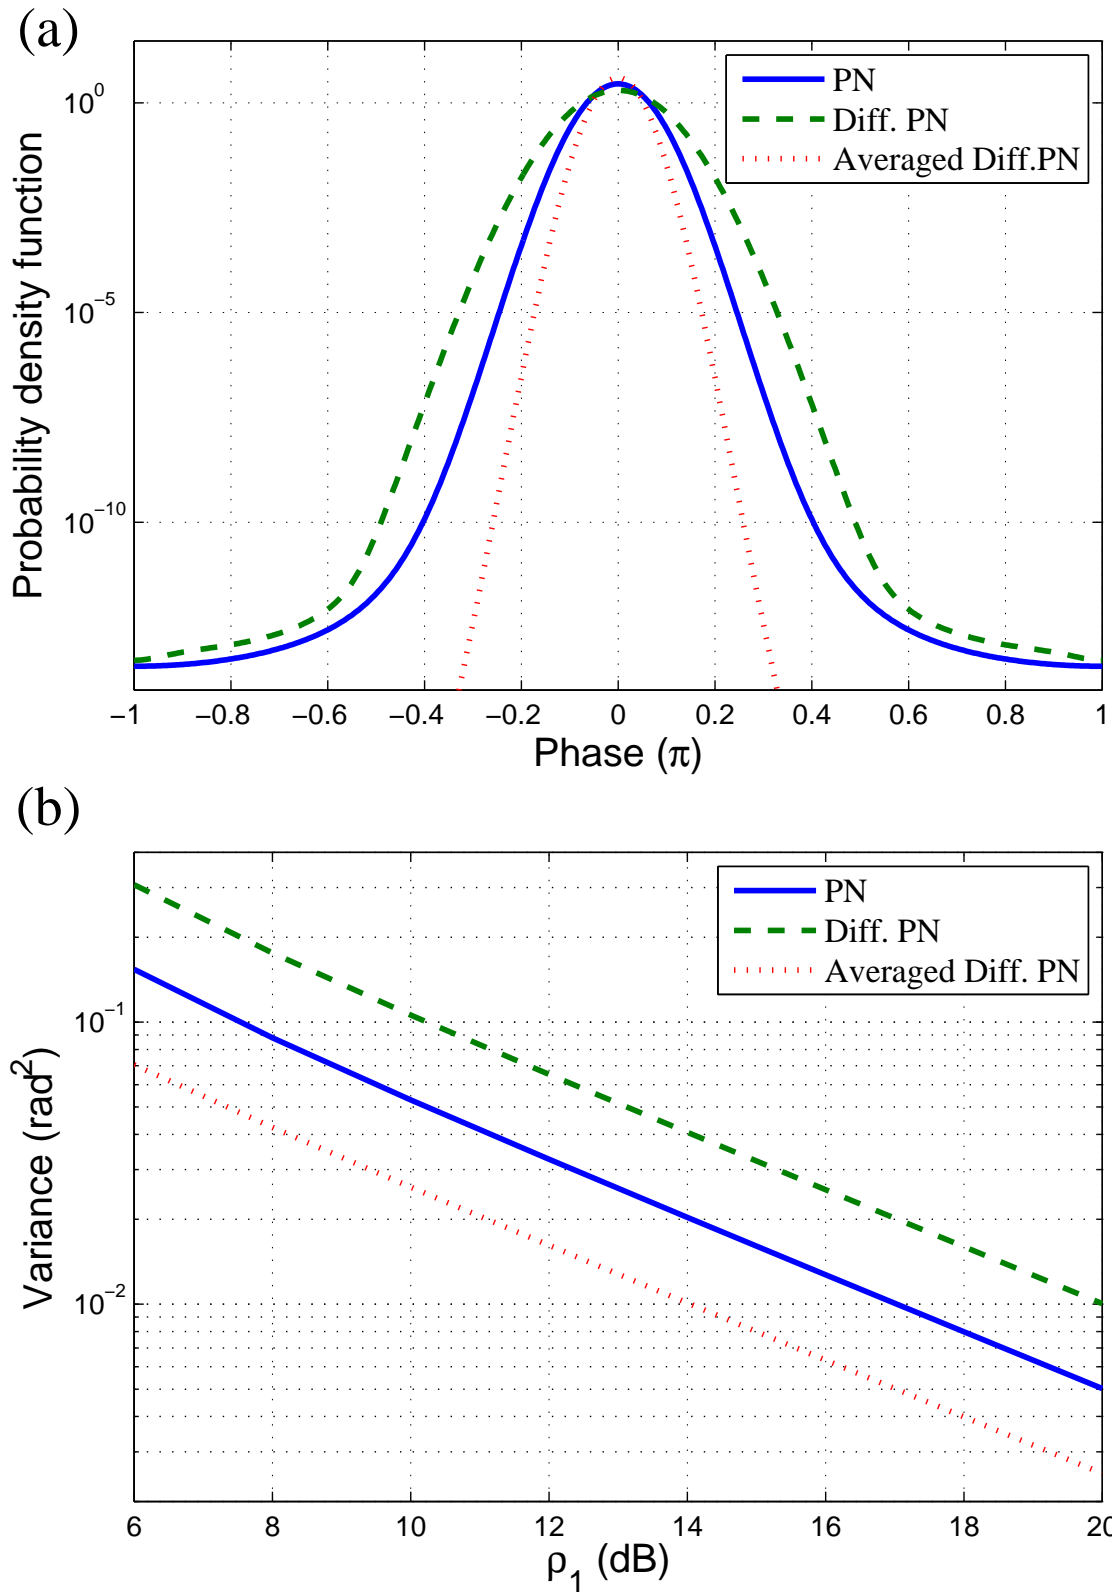 (a)
PN
Diff. PN
Averaged Diff.PN
Probability density function
10^0
10^−5
10^−10
−1 −0.8 −0.6 −0.4 −0.2 0 0.2 0.4 0.6 0.8 1
Phase (π)
(b)
PN
Diff. PN
Averaged Diff. PN
Variance (rad^2)
10^−1
10^−2
6 8 10 12 14 16 18 20
ρ_1 (dB)